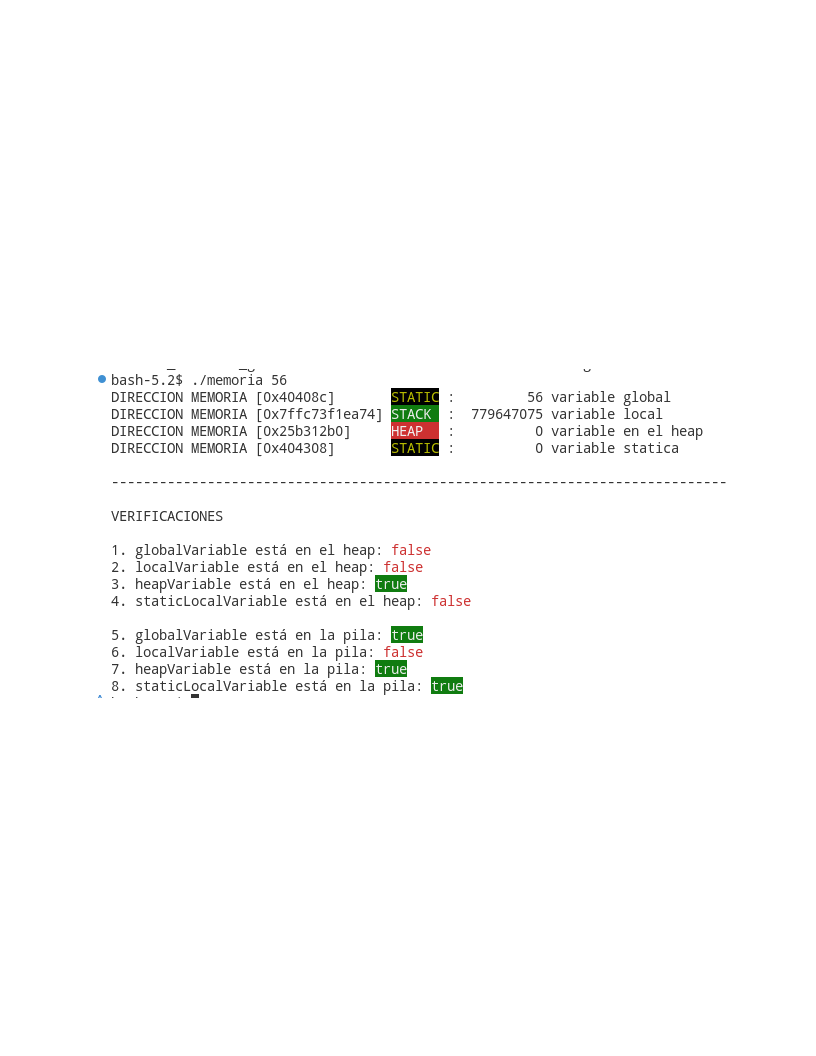 bash-5.2$ ./memoria 56
DIRECCION MEMORIA [0x40408c] STATIC : 56 variable global
DIRECCION MEMORIA [0x7ffc73f1ea74] STACK : 779647075 variable local
DIRECCION MEMORIA [0x25b312b0] HEAP : 0 variable en el heap
DIRECCION MEMORIA [0x404308] STATIC : 0 variable statica
-----------------------------------------------------------------------------
VERIFICACIONES
1. globalVariable está en el heap: false
2. localVariable está en el heap: false
3. heapVariable está en el heap: true
4. staticLocalVariable está en el heap: false
5. globalVariable está en la pila: true
6. localVariable está en la pila: false
7. heapVariable está en la pila: true
8. staticLocalVariable está en la pila: true